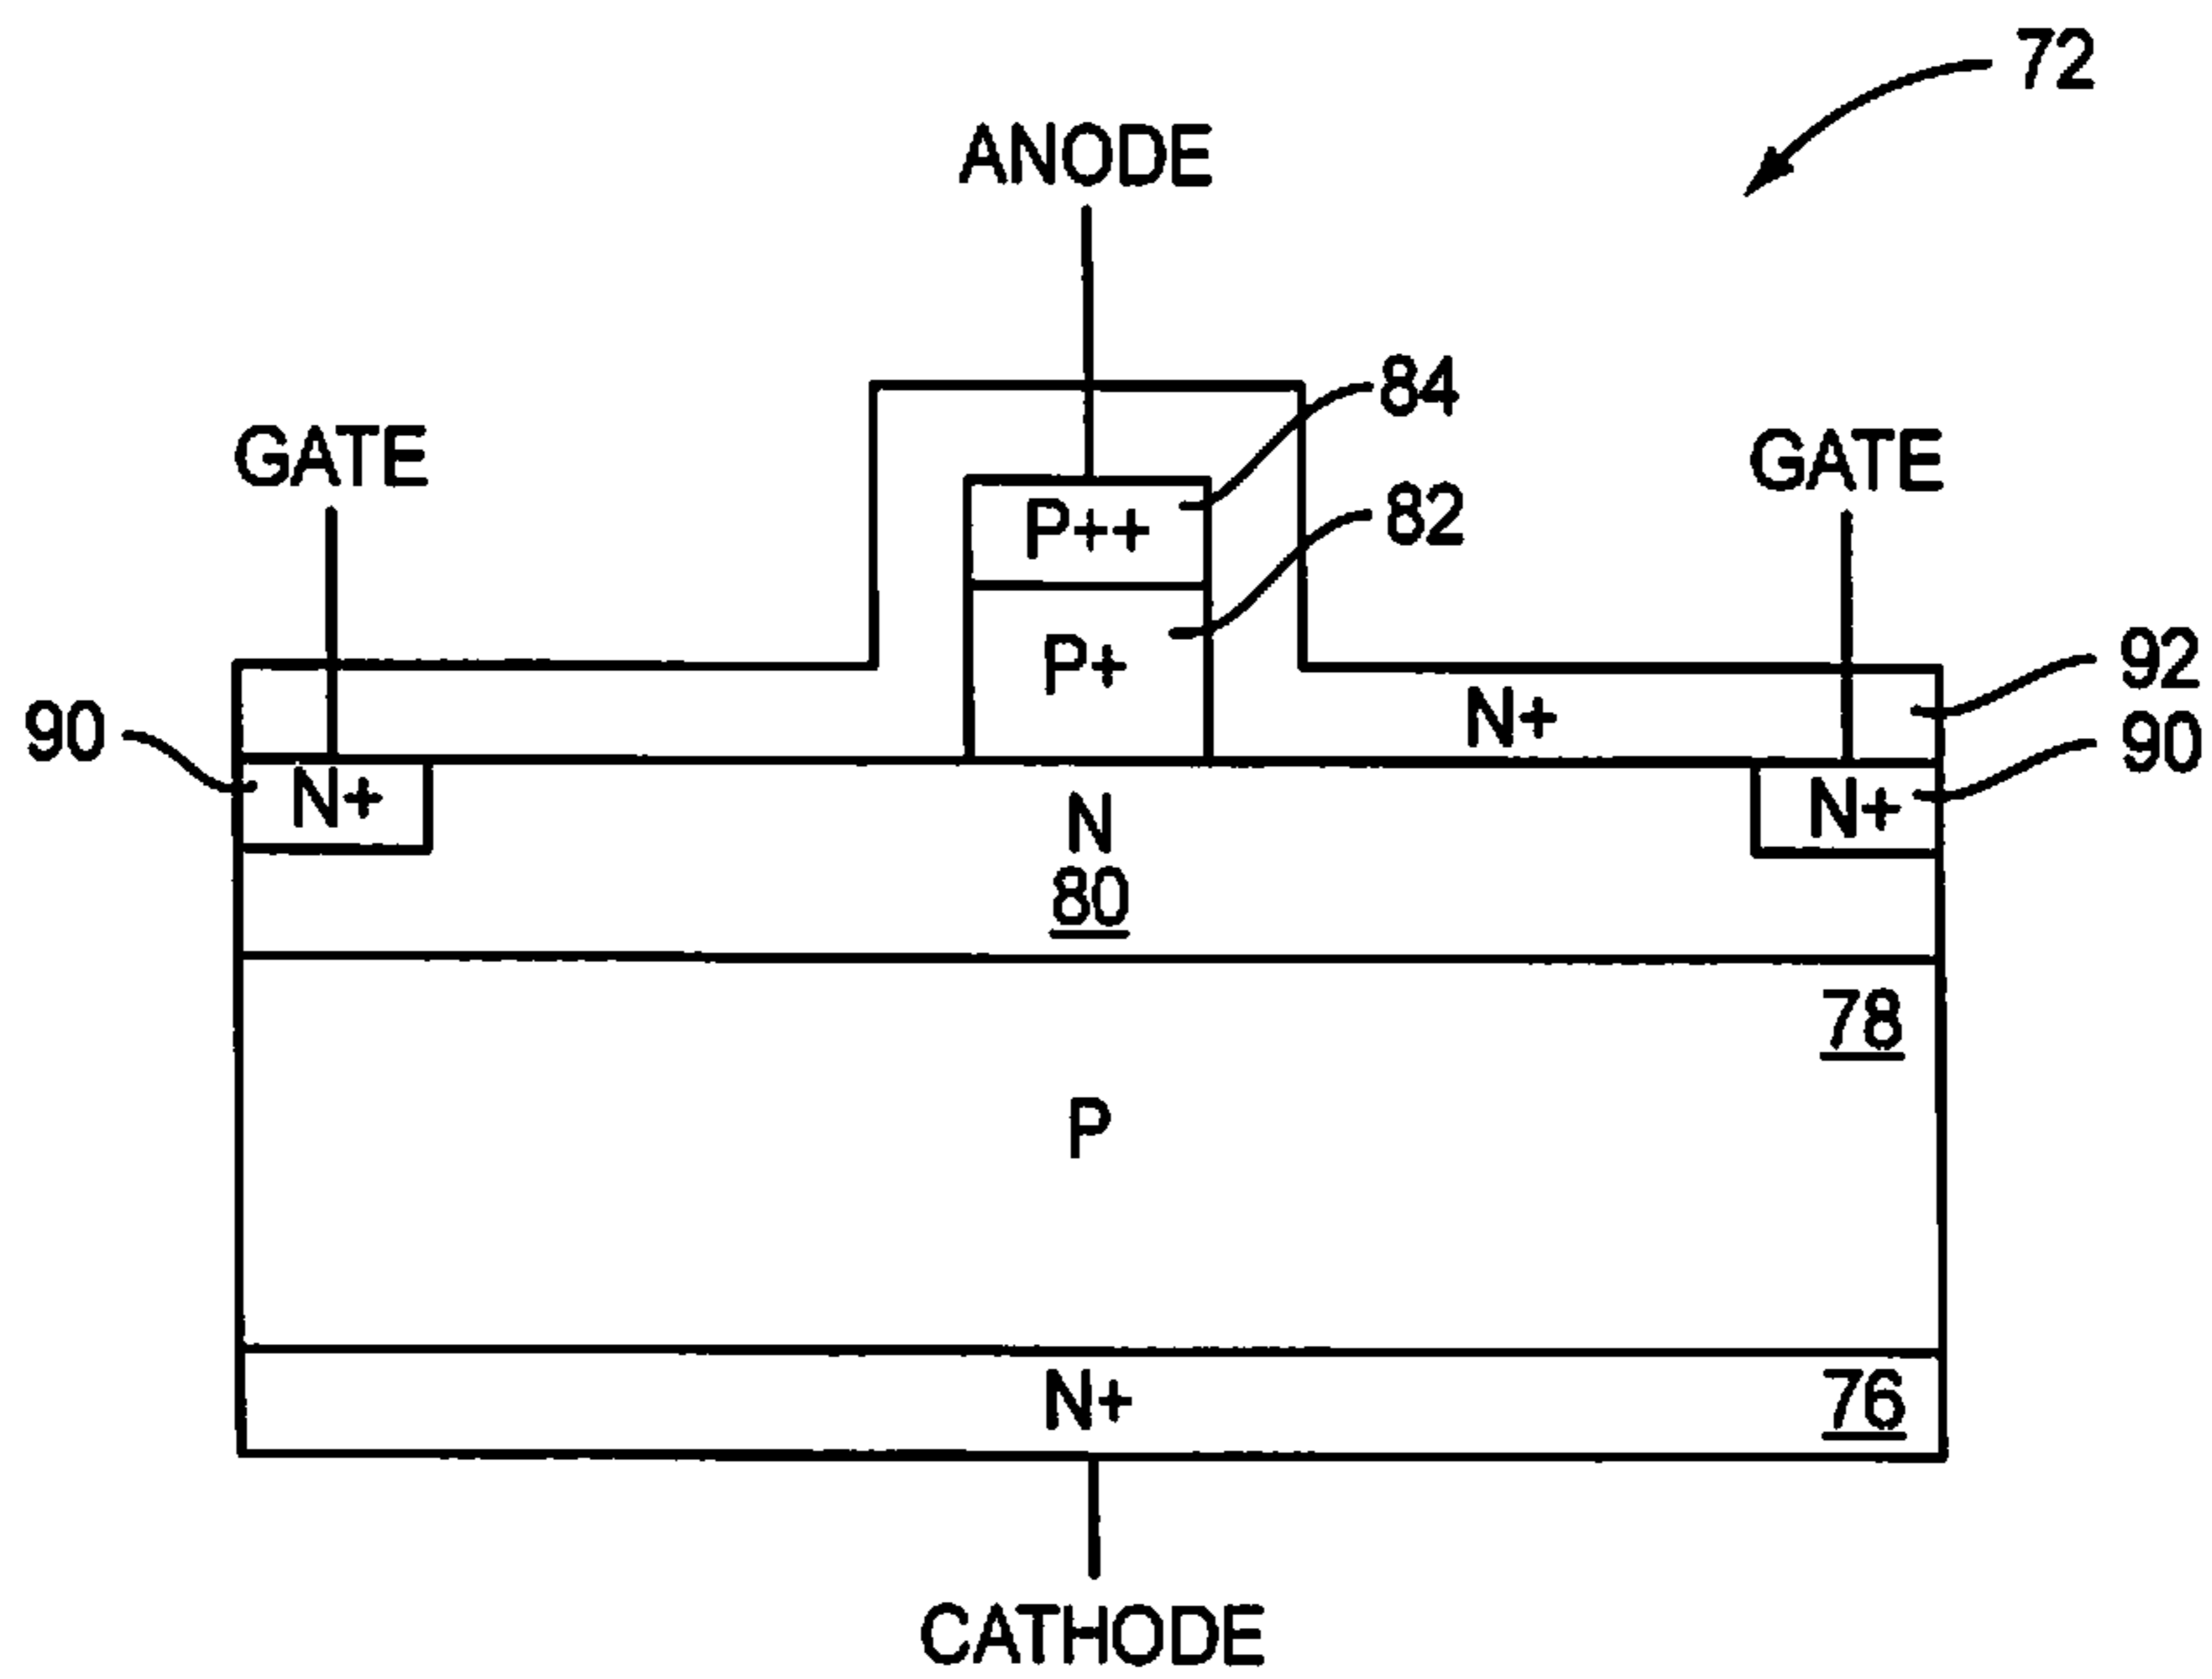 72
ANODE
84
GATE
GATE
P++
82
P+
92
N+
90
90
N+
N
N+
80
78
P
N+
76
CATHODE